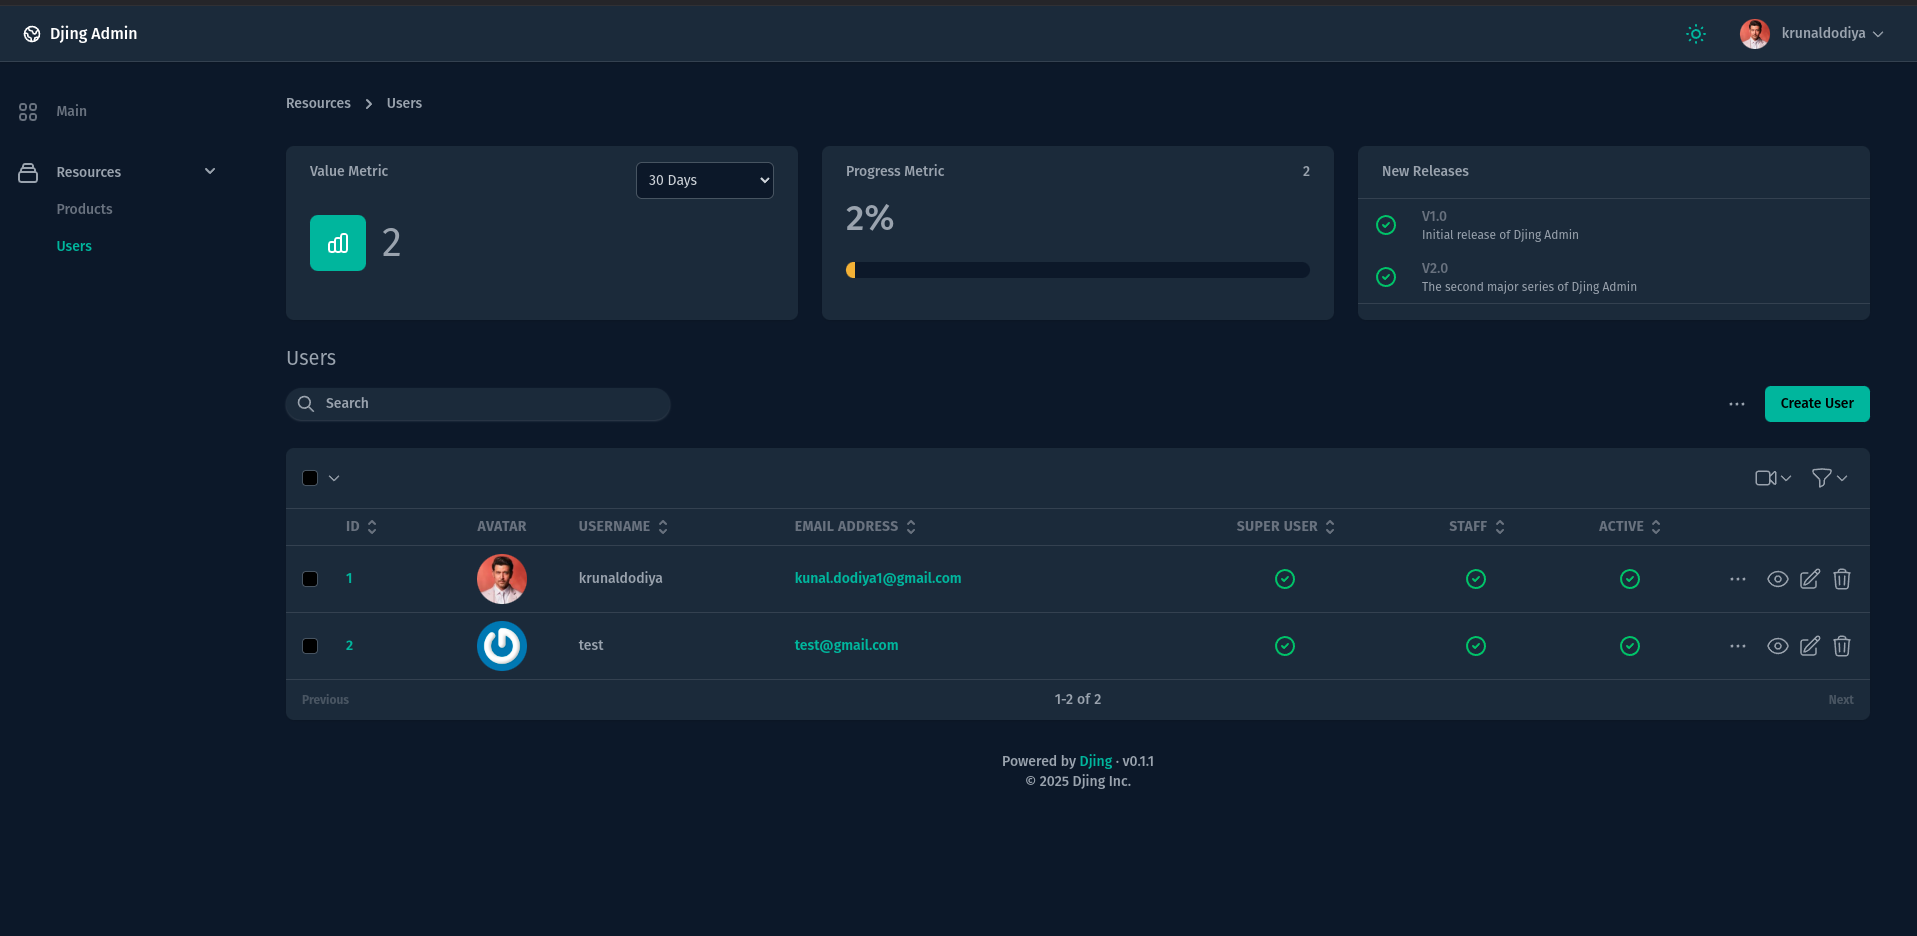 Djing Admin
krunaldodiya
Main
Resources
Products
Users
Resources > Users
Value Metric
30 Days
2
Progress Metric
2
2%
New Releases
V1.0
Initial release of Djing Admin
V2.0
The second major series of Djing Admin
Users
Search
Create User
ID AVATAR USERNAME EMAIL ADDRESS SUPER USER STAFF ACTIVE
1 krunaldodiya kunal.dodiya1@gmail.com
2 test test@gmail.com
Previous 1-2 of 2 Next
Powered by Djing · v0.1.1
© 2025 Djing Inc.